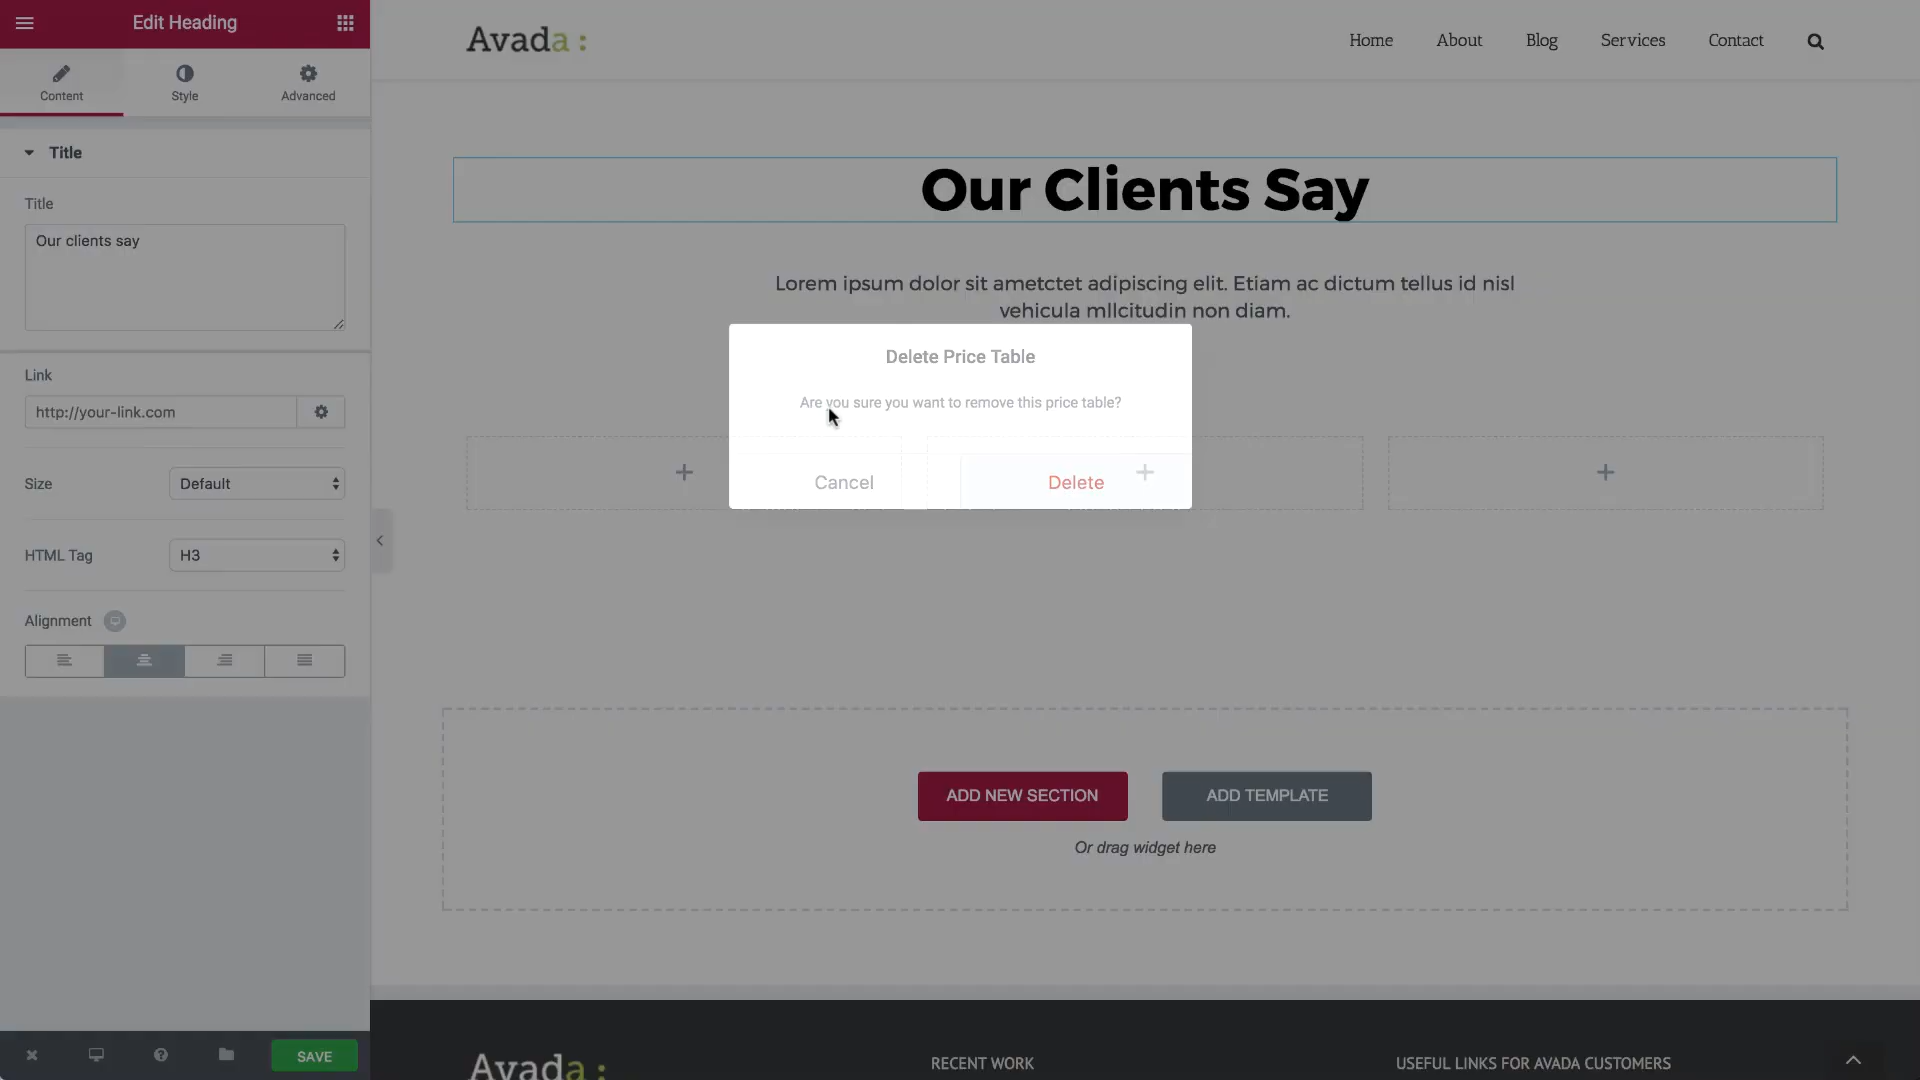 Edit Heading
Content
Style
Advanced
Title
Title
Our clients say
Link
http://your-link.com
Size
Default
HTML Tag
H3
Alignment
SAVE
Avada :
Home
About
Blog
Services
Contact
Our Clients Say
Lorem ipsum dolor sit ametctet adipiscing elit. Etiam ac dictum tellus id nisl
vehicula mllcitudin non diam.
Delete Price Table
Are you sure you want to remove this price table?
Cancel
Delete
ADD NEW SECTION
ADD TEMPLATE
Or drag widget here
Avada :
RECENT WORK
USEFUL LINKS FOR AVADA CUSTOMERS